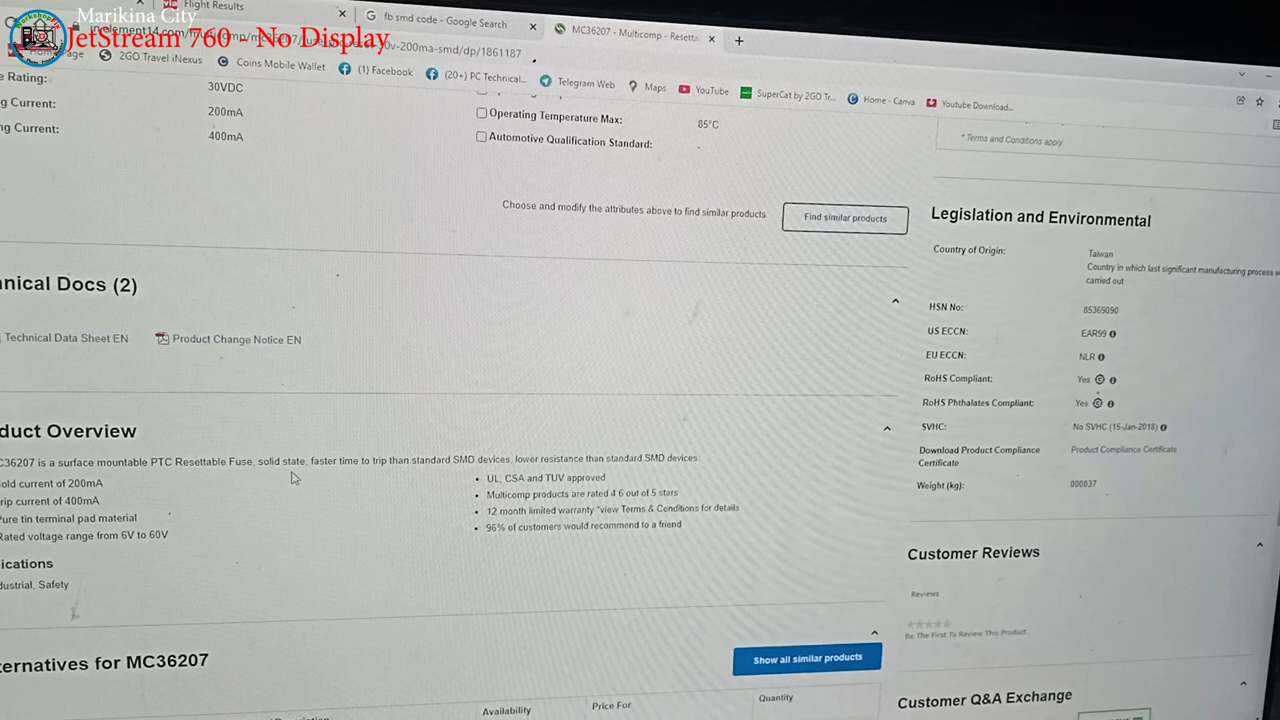 Flight Results
fb smd code - Google Search
MC36207 - Multicomp - Resetta
Marikina City
JetStream 760 - No Display
v-200ma-smd/dp/1861187
2GO Travel iNexus
Coins Mobile Wallet
(1) Facebook
(20+) PC Technical...
Telegram Web
Maps
YouTube
SuperCat by 2GO Tr...
Home - Canva
Youtube Download...
e Rating:
30VDC
g Current:
200mA
ng Current:
400mA
Operating Temperature Max:
85°C
Automotive Qualification Standard:
-
* Terms and Conditions apply
Choose and modify the attributes above to find similar products.
Find similar products
Legislation and Environmental
Country of Origin:
Taiwan
Country in which last significant manufacturing process w
carried out
HSN No:
85369090
US ECCN:
EAR99
EU ECCN:
NLR
RoHS Compliant:
Yes
RoHS Phthalates Compliant:
Yes
SVHC:
No SVHC (15-Jan-2018)
Download Product Compliance
Certificate
Product Compliance Certificate
Weight (kg):
.000037
hnical Docs (2)
Technical Data Sheet EN
Product Change Notice EN
duct Overview
C36207 is a surface mountable PTC Resettable Fuse, solid state, faster time to trip than standard SMD devices, lower resistance than standard SMD devices
old current of 200mA
rip current of 400mA
Pure tin terminal pad material
Rated voltage range from 6V to 60V
• UL, CSA and TUV approved
• Multicomp products are rated 4.6 out of 5 stars
• 12 month limited warranty *view Terms & Conditions for details
• 96% of customers would recommend to a friend
ications
dustrial, Safety
Customer Reviews
Reviews
Be The First To Review This Product
ernatives for MC36207
Show all similar products
Availability
Price For
Quantity
Customer Q&A Exchange